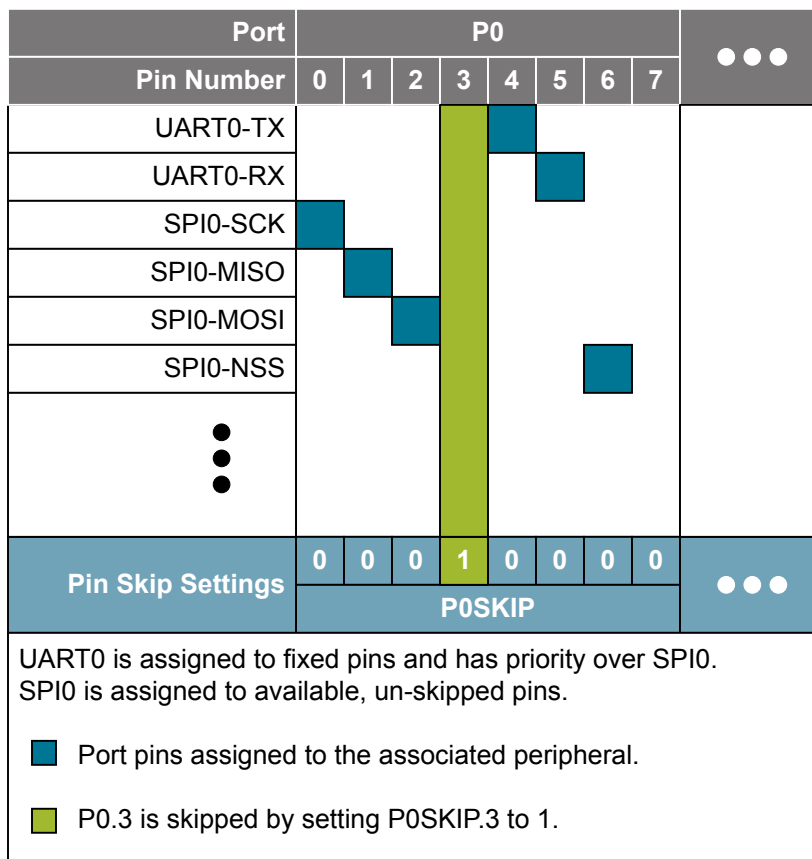 Port P0
Pin Number 0 1 2 3 4 5 6 7
UART0-TX
UART0-RX
SPI0-SCK
SPI0-MISO
SPI0-MOSI
SPI0-NSS
Pin Skip Settings 0 0 0 1 0 0 0 0
P0SKIP
UART0 is assigned to fixed pins and has priority over SPI0.
SPI0 is assigned to available, un-skipped pins.
Port pins assigned to the associated peripheral.
P0.3 is skipped by setting P0SKIP.3 to 1.